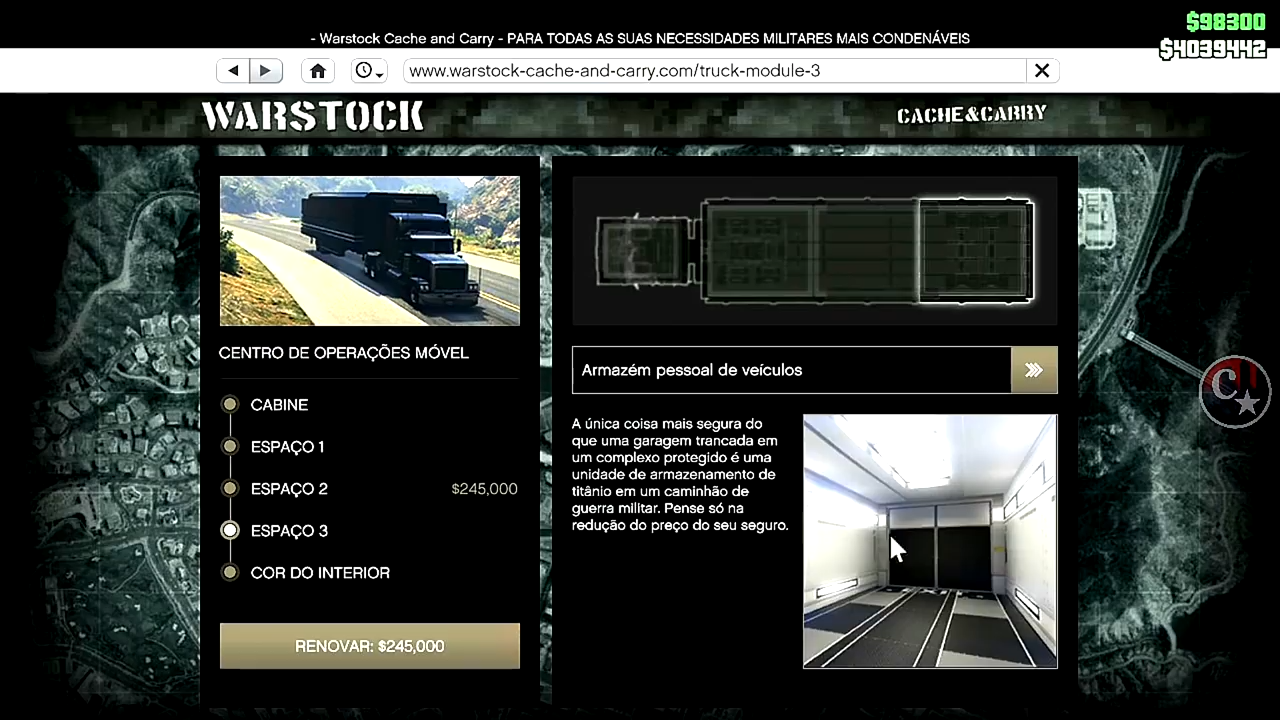 $98300
- Warstock Cache and Carry - PARA TODAS AS SUAS NECESSIDADES MILITARES MAIS CONDENÁVEIS
$4039442
www.warstock-cache-and-carry.com/truck-module-3
WARSTOCK
CACHE&CARRY
CENTRO DE OPERAÇÕES MÓVEL
CABINE
ESPAÇO 1
ESPAÇO 2 $245,000
ESPAÇO 3
COR DO INTERIOR
RENOVAR: $245,000
Armazém pessoal de veículos
A única coisa mais segura do
que uma garagem trancada em
um complexo protegido é uma
unidade de armazenamento de
titânio em um caminhão de
guerra militar. Pense só na
redução do preço do seu seguro.
C